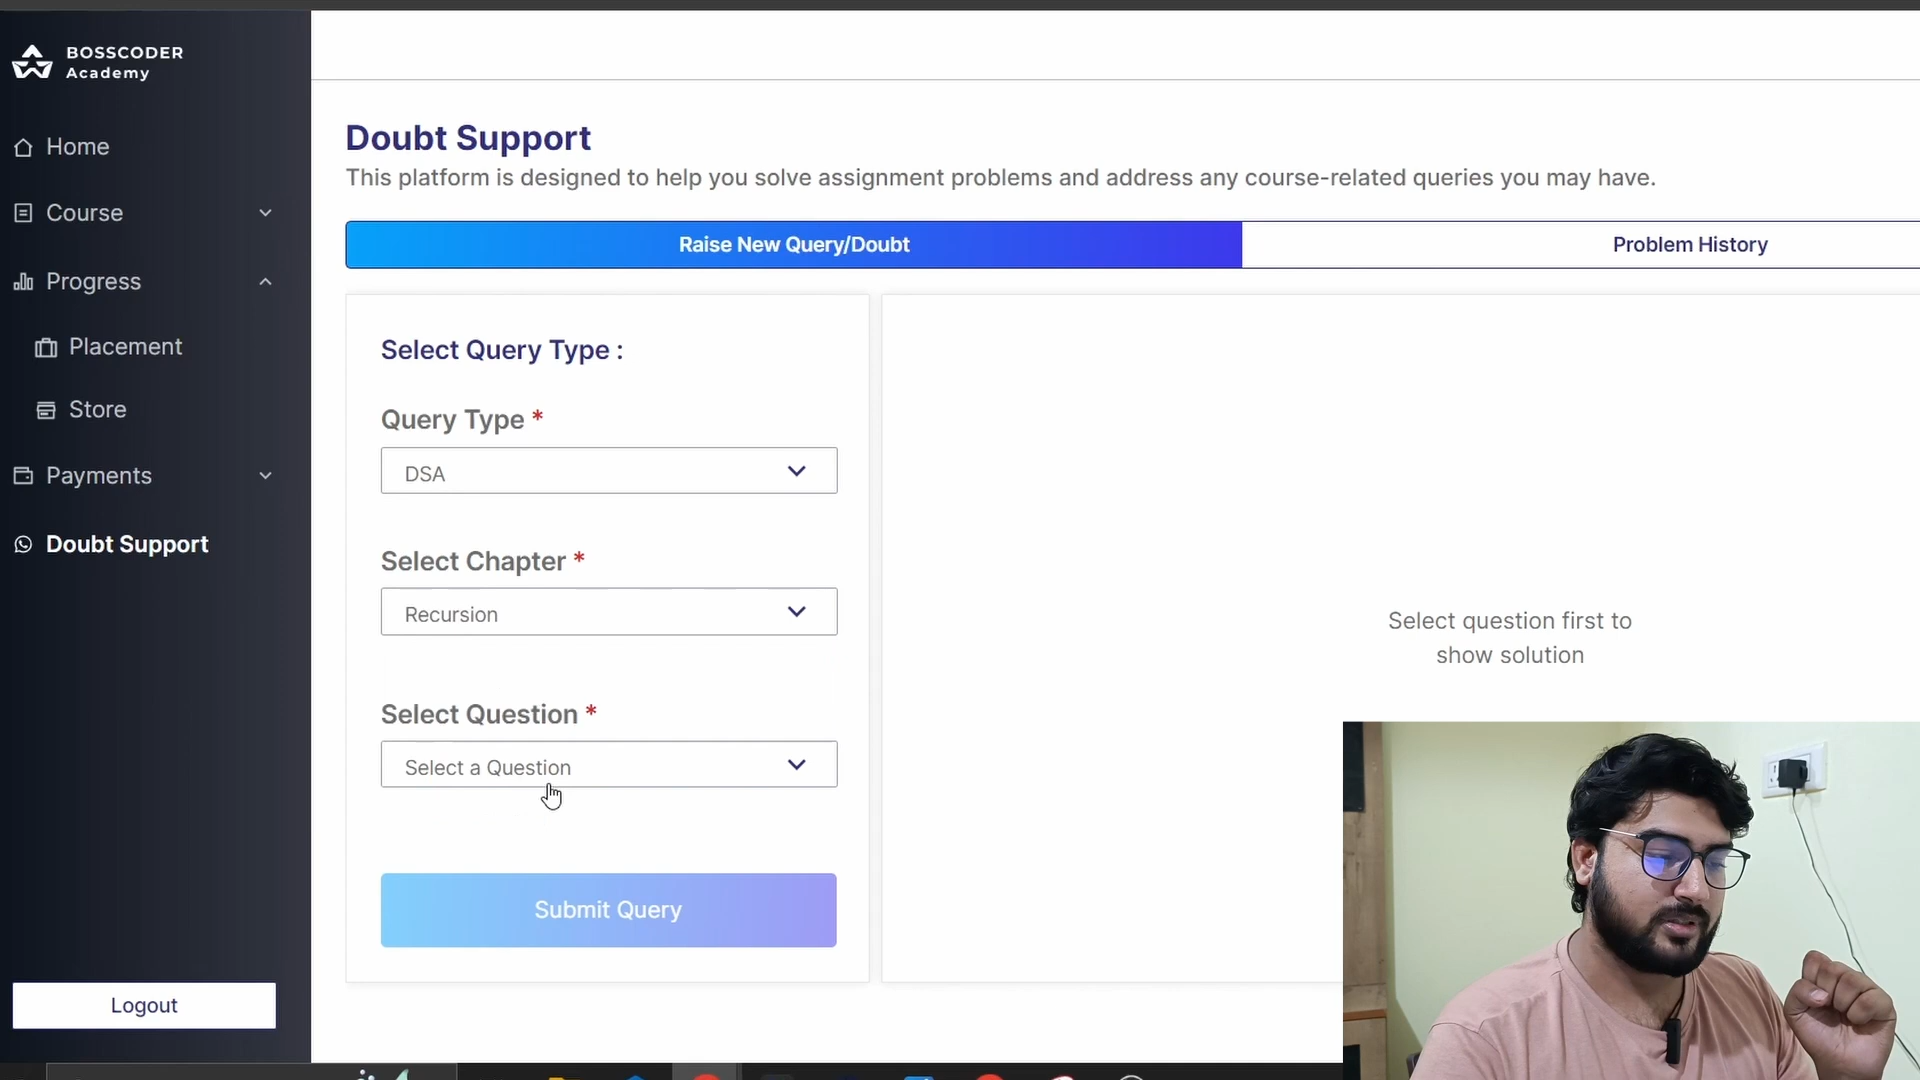 BOSSCODER
Academy
Home
Course
Progress
Placement
Store
Payments
Doubt Support
Logout
Doubt Support
This platform is designed to help you solve assignment problems and address any course-related queries you may have.
Raise New Query/Doubt
Problem History
Select Query Type :
Query Type *
DSA
Select Chapter *
Recursion
Select Question *
Select a Question
Submit Query
Select question first to
show solution